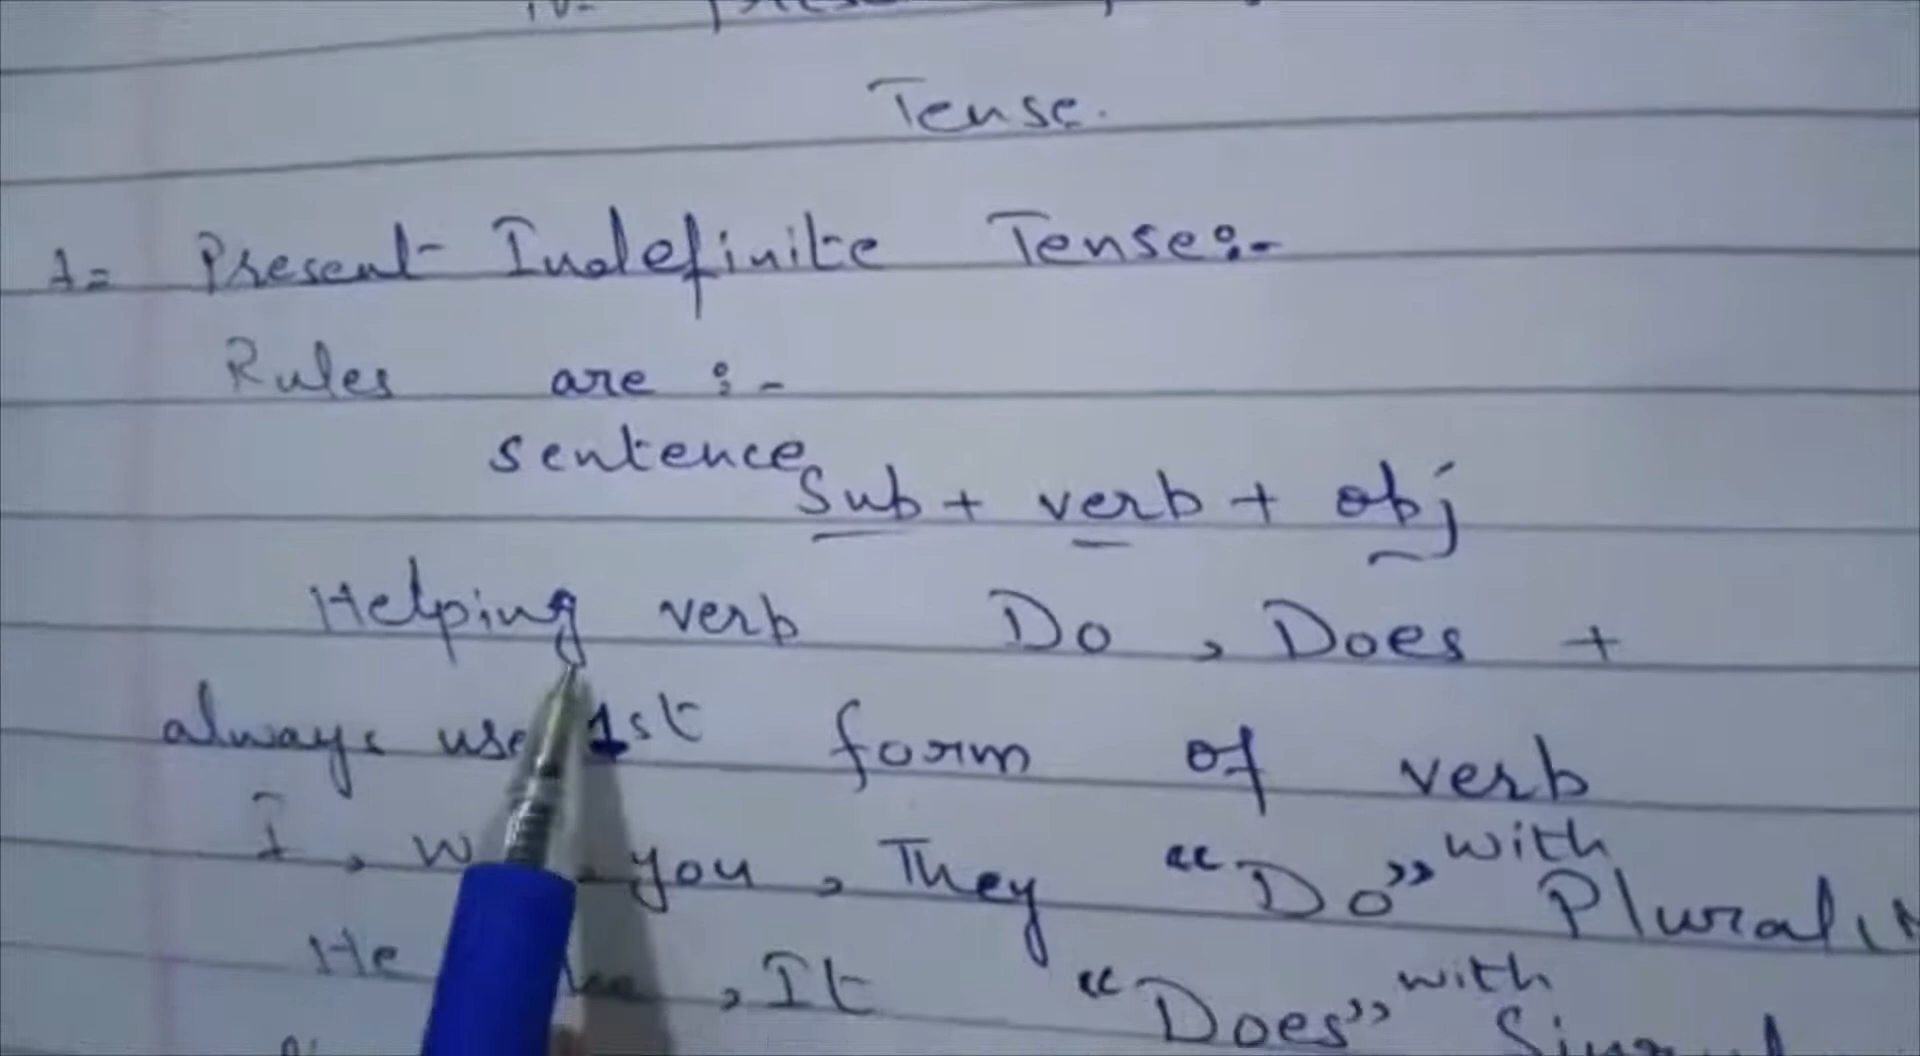 Tense.
1= Present Indefinite Tense:-
Rules are :-
sentence
Sub + verb + obj
Helping verb Do, Does +
always use 1st form of verb
I, you, They "Do" with Plural
He , It "Does" with